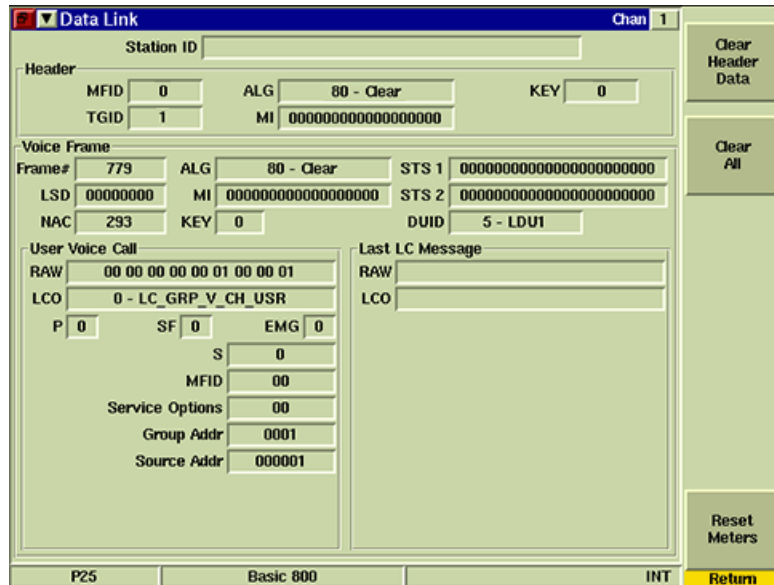 Data Link Chan 1
Station ID
Header
MFID 0 ALG 80 - Clear KEY 0
TGID 1 MI 000000000000000000
Voice Frame
Frame# 779 ALG 80 - Clear STS 1 00000000000000000000000000
LSD 00000000 MI 000000000000000000 STS 2 00000000000000000000000000
NAC 293 KEY 0 DUID 5 - LDU1
User Voice Call
RAW 00 00 00 00 00 01 00 00 01
LCO 0 - LC_GRP_V_CH_USR
P 0 SF 0 EMG 0
S 0
MFID 00
Service Options 00
Group Addr 0001
Source Addr 000001
Last LC Message
RAW
LCO
P25 Basic 800 INT
Clear
Header
Data
Clear
All
Reset
Meters
Return